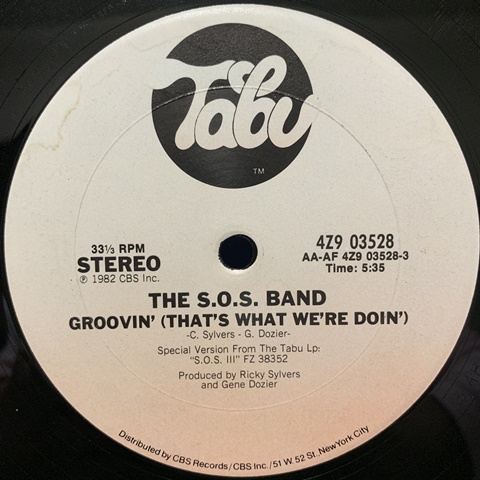 Tabu
TM
33⅓ RPM
STEREO
℗ 1982 CBS Inc.
4Z9 03528
AA-AF 4Z9 03528-3
Time: 5:35
THE S.O.S. BAND
GROOVIN' (THAT'S WHAT WE'RE DOIN')
-C. Sylvers - G. Dozier-
Special Version From The Tabu Lp:
"S.O.S. III" FZ 38352
Produced by Ricky Sylvers
and Gene Dozier
Distributed by CBS Records/CBS Inc./51 W. 52 St., New York City